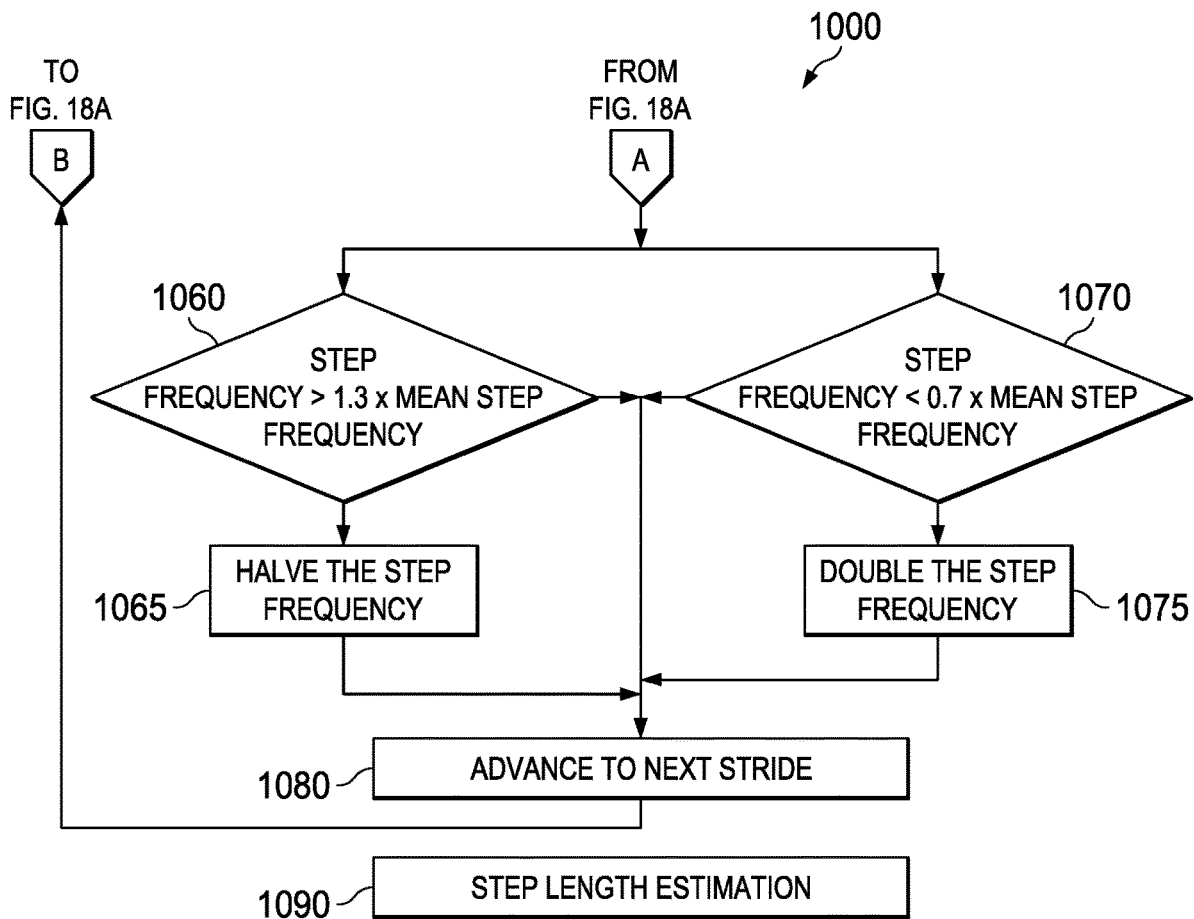 1000
TO
FIG. 18A
B
FROM
FIG. 18A
A
1060
STEP
FREQUENCY > 1.3 x MEAN STEP
FREQUENCY
1070
STEP
FREQUENCY < 0.7 x MEAN STEP
FREQUENCY
HALVE THE STEP
FREQUENCY
1065
DOUBLE THE STEP
FREQUENCY
1075
ADVANCE TO NEXT STRIDE
1080
STEP LENGTH ESTIMATION
1090